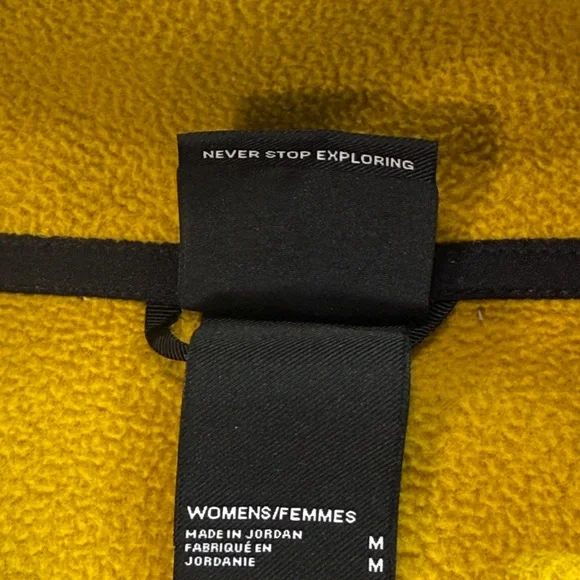 NEVER STOP EXPLORING
WOMENS/FEMMES
MADE IN JORDAN
FABRIQUÉ EN M
JORDANIE M